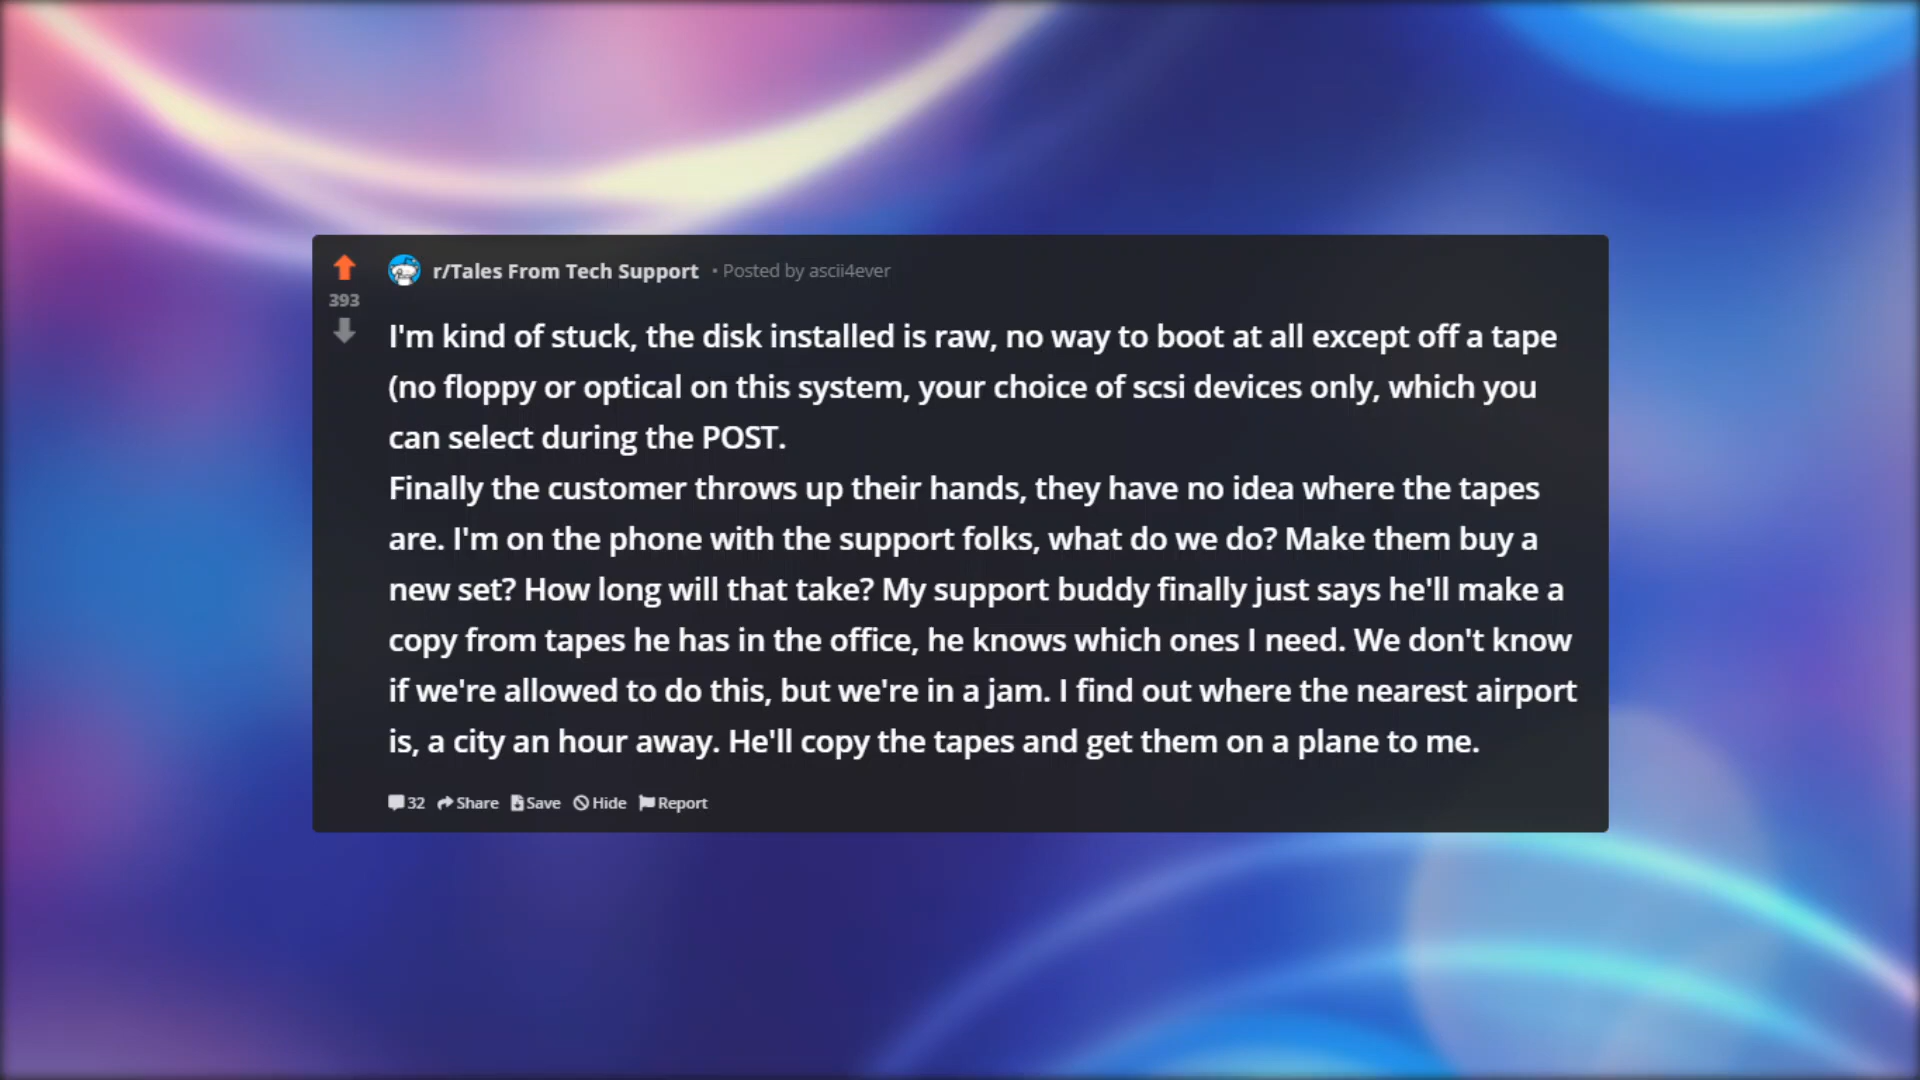 r/Tales From Tech Support • Posted by ascii4ever
393
I'm kind of stuck, the disk installed is raw, no way to boot at all except off a tape
(no floppy or optical on this system, your choice of scsi devices only, which you
can select during the POST.
Finally the customer throws up their hands, they have no idea where the tapes
are. I'm on the phone with the support folks, what do we do? Make them buy a
new set? How long will that take? My support buddy finally just says he'll make a
copy from tapes he has in the office, he knows which ones I need. We don't know
if we're allowed to do this, but we're in a jam. I find out where the nearest airport
is, a city an hour away. He'll copy the tapes and get them on a plane to me.
32 Share Save Hide Report